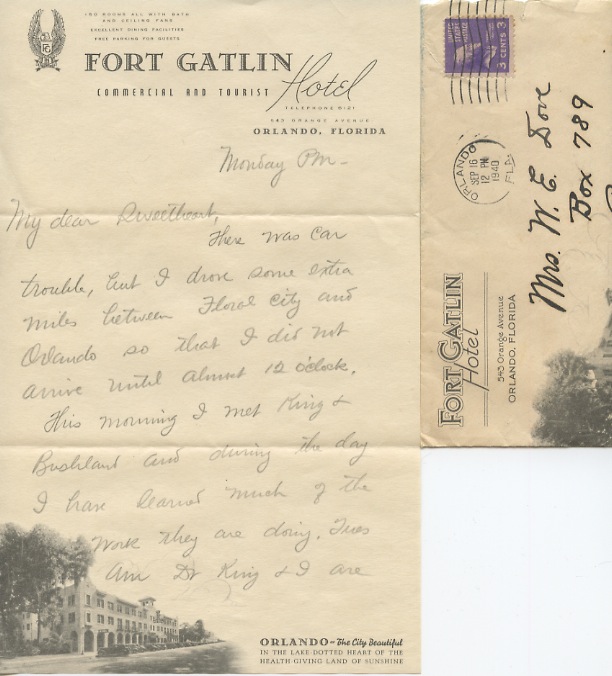 150 ROOMS ALL WITH BATH
AND CEILING FANS
EXCELLENT DINING FACILITIES
FREE PARKING FOR GUESTS
FG
FORT GATLIN
Hotel
COMMERCIAL AND TOURIST
TELEPHONE 8121
543 ORANGE AVENUE
ORLANDO, FLORIDA
Monday PM-
My dear Sweetheart,
There was car
trouble, but I drove some extra
miles between Floral City and
Orlando so that I did not
arrive until almost 12 o'clock.
This morning I met King &
Bushland and during the day
I have learned much of the
work they are doing. Tues
Am Dr King & I are
ORLANDO - The City Beautiful
IN THE LAKE-DOTTED HEART OF THE
HEALTH-GIVING LAND OF SUNSHINE
3 CENTS 3
ORLANDO
SEP 16
12 PM
1940
FLA.
Mrs. W. E. Dove
Box 789
FORT GATLIN
Hotel
543 Orange Avenue
ORLANDO, FLORIDA